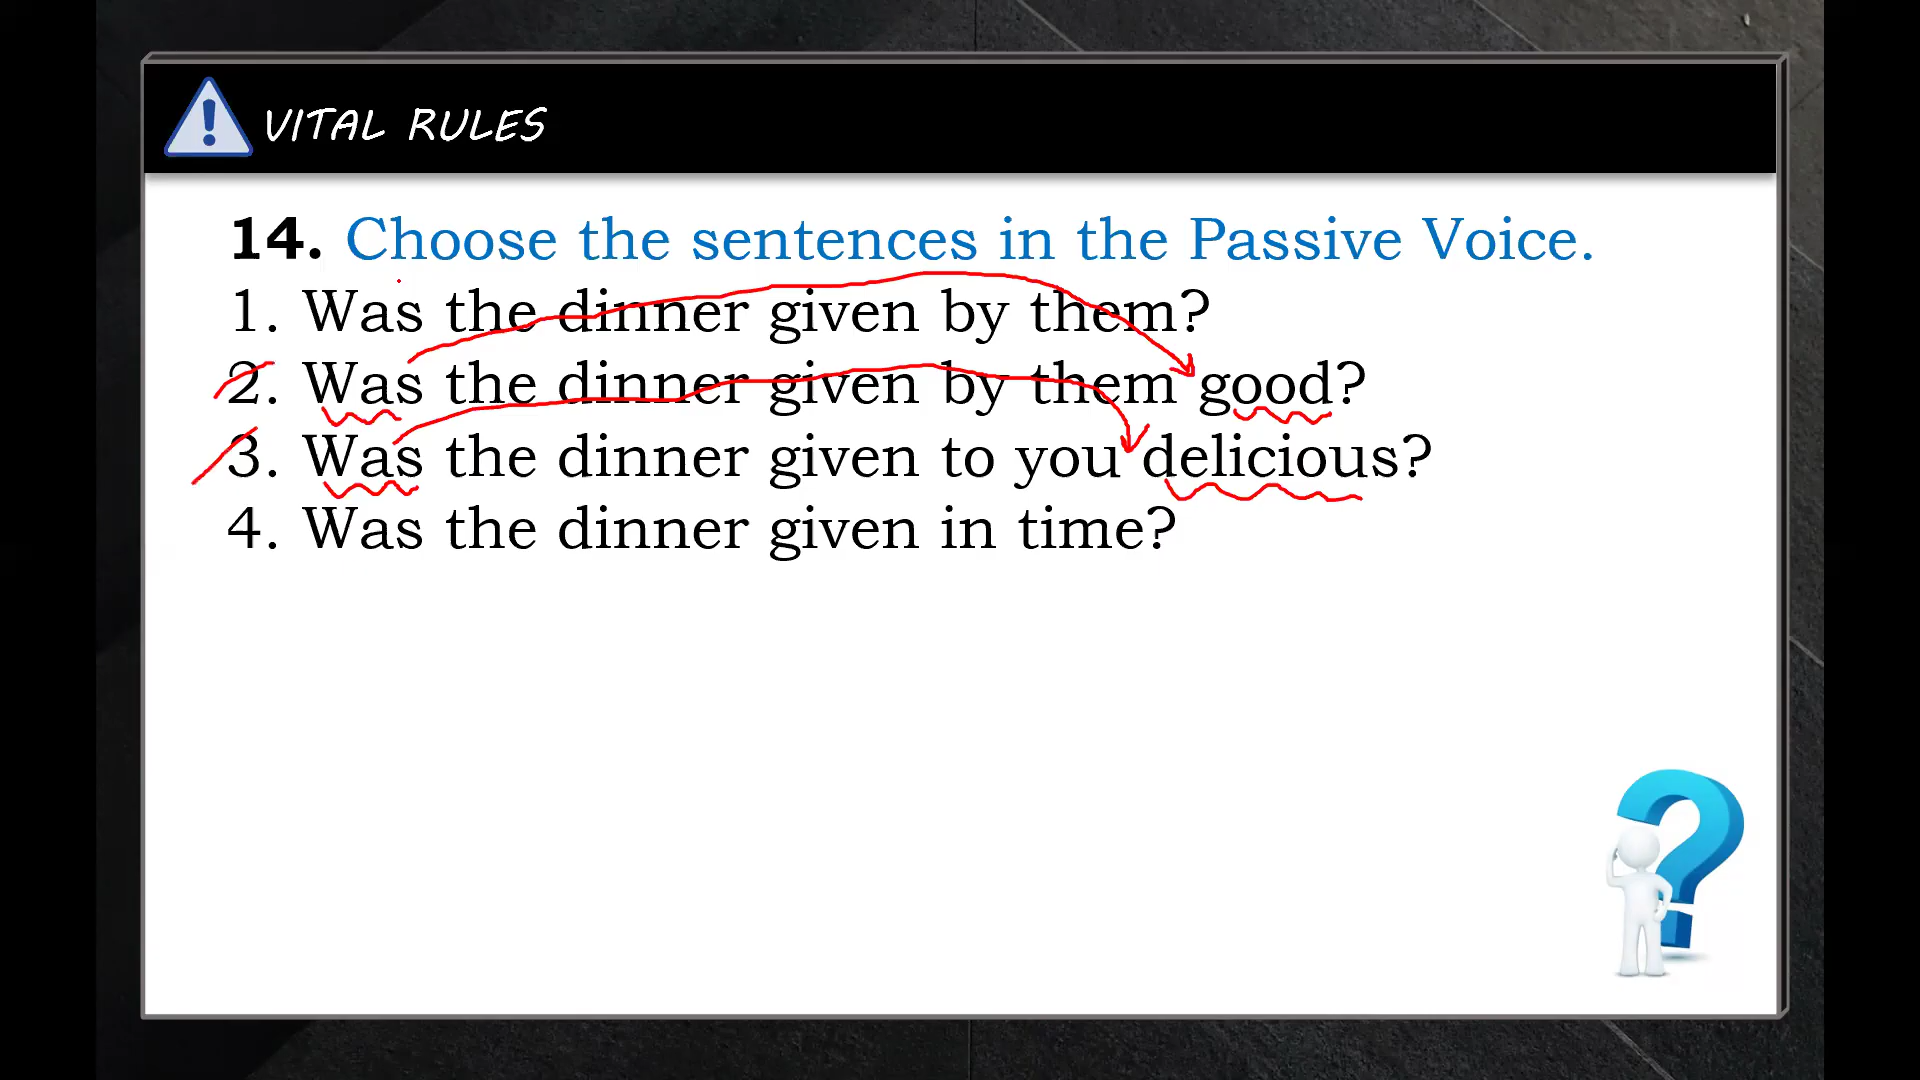 VITAL RULES
14. Choose the sentences in the Passive Voice.
1. Was the dinner given by them?
2. Was the dinner given by them good?
3. Was the dinner given to you delicious?
4. Was the dinner given in time?